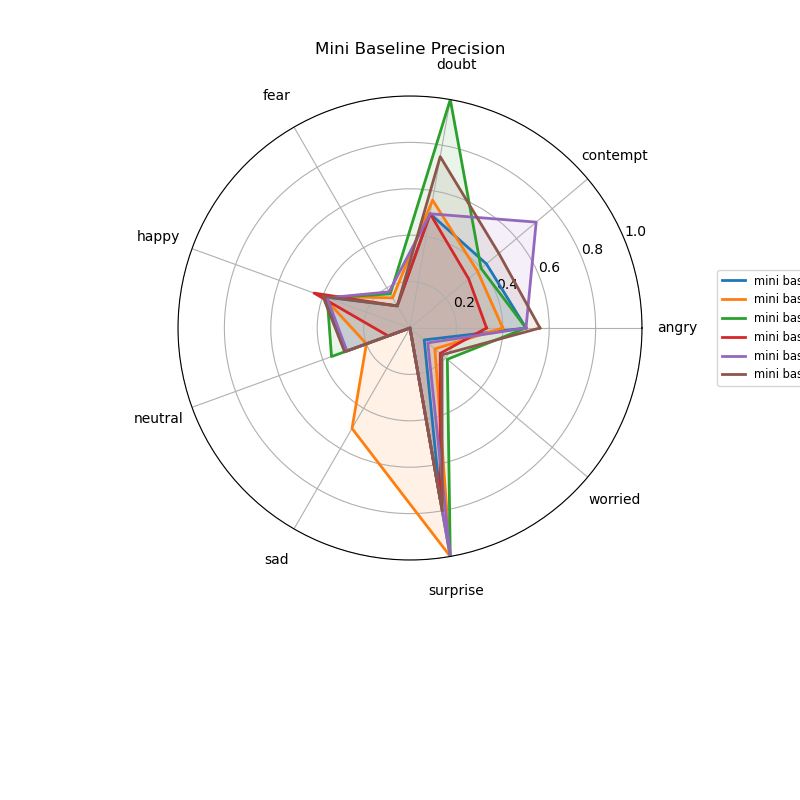 Mini Baseline Precision
doubt
fear
contempt
happy
1.0
0.8
0.6
0.4
0.2
mini bas
mini bas
mini bas
mini bas
mini bas
mini bas
angry
neutral
worried
sad
surprise